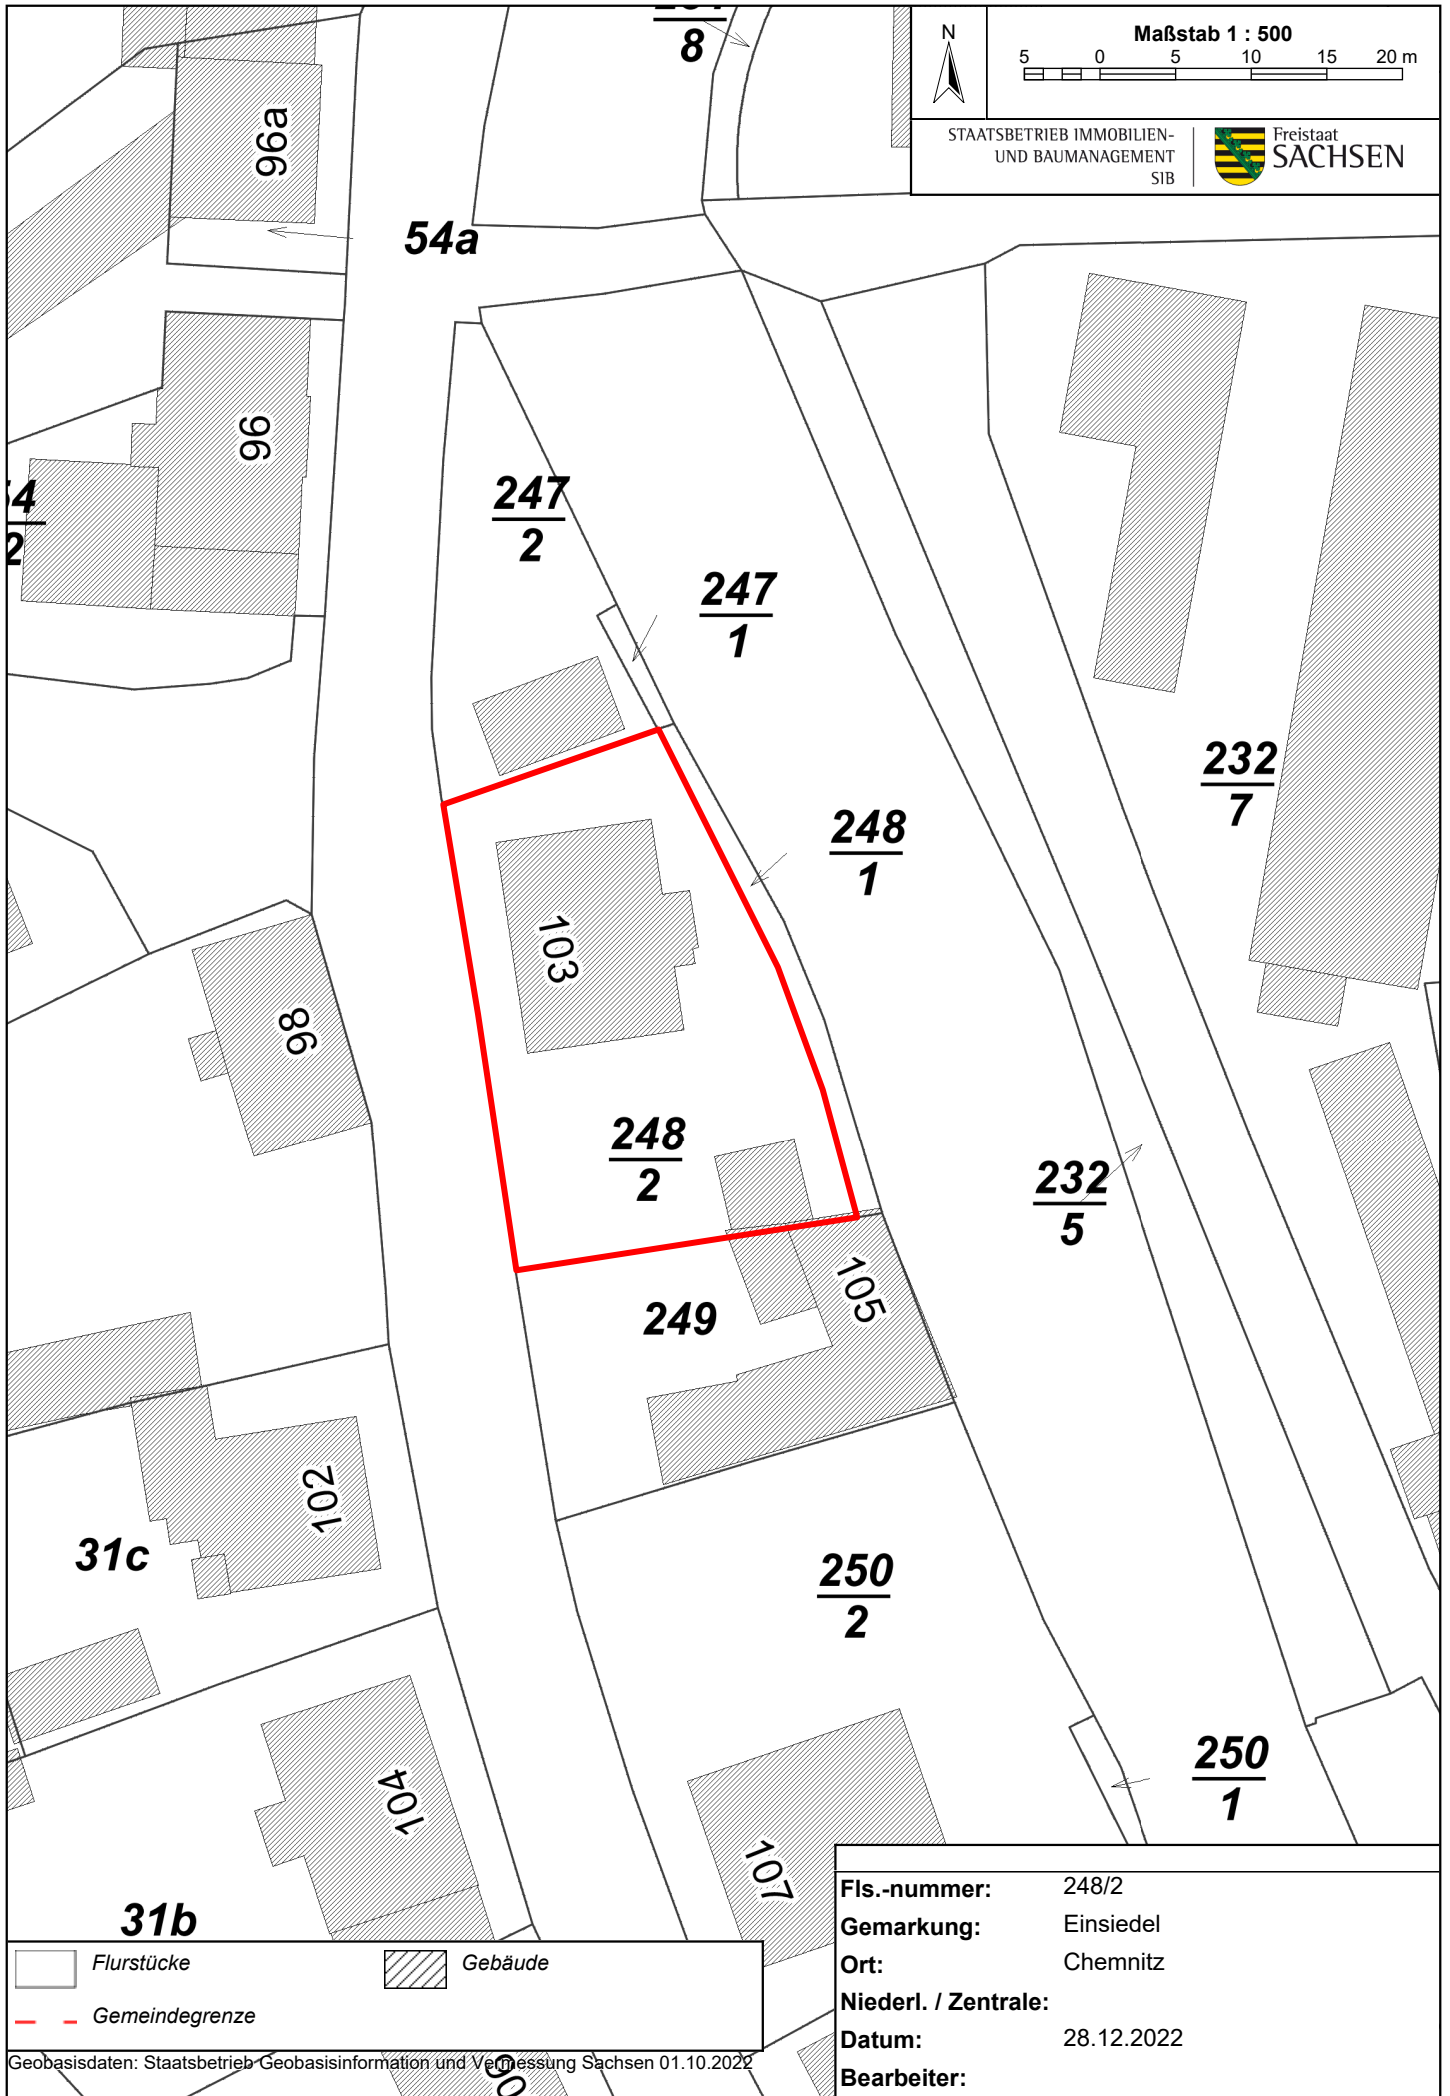 8
N
Maßstab 1 : 500
5 0 5 10 15 20 m
STAATSBETRIEB IMMOBILIEN-
UND BAUMANAGEMENT
SIB
Freistaat
SACHSEN
96a
54a
96
2
247
2
247
1
232
7
248
1
103
98
248
2
232
5
105
249
102
31c
250
2
250
1
104
107
31b
Flurstücke
Gebäude
Gemeindegrenze
Geobasisdaten: Staatsbetrieb Geobasisinformation und Vermessung Sachsen 01.10.2022
Fls.-nummer: 248/2
Gemarkung: Einsiedel
Ort: Chemnitz
Niederl. / Zentrale:
Datum: 28.12.2022
Bearbeiter: